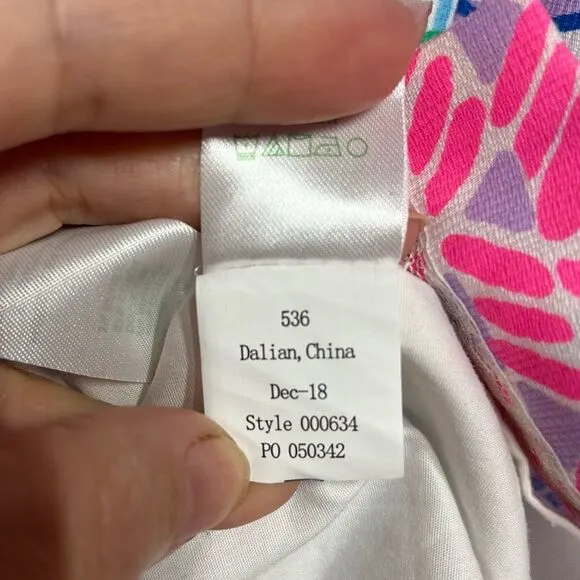 536
Dalian, China
Dec-18
Style 000634
PO 050342